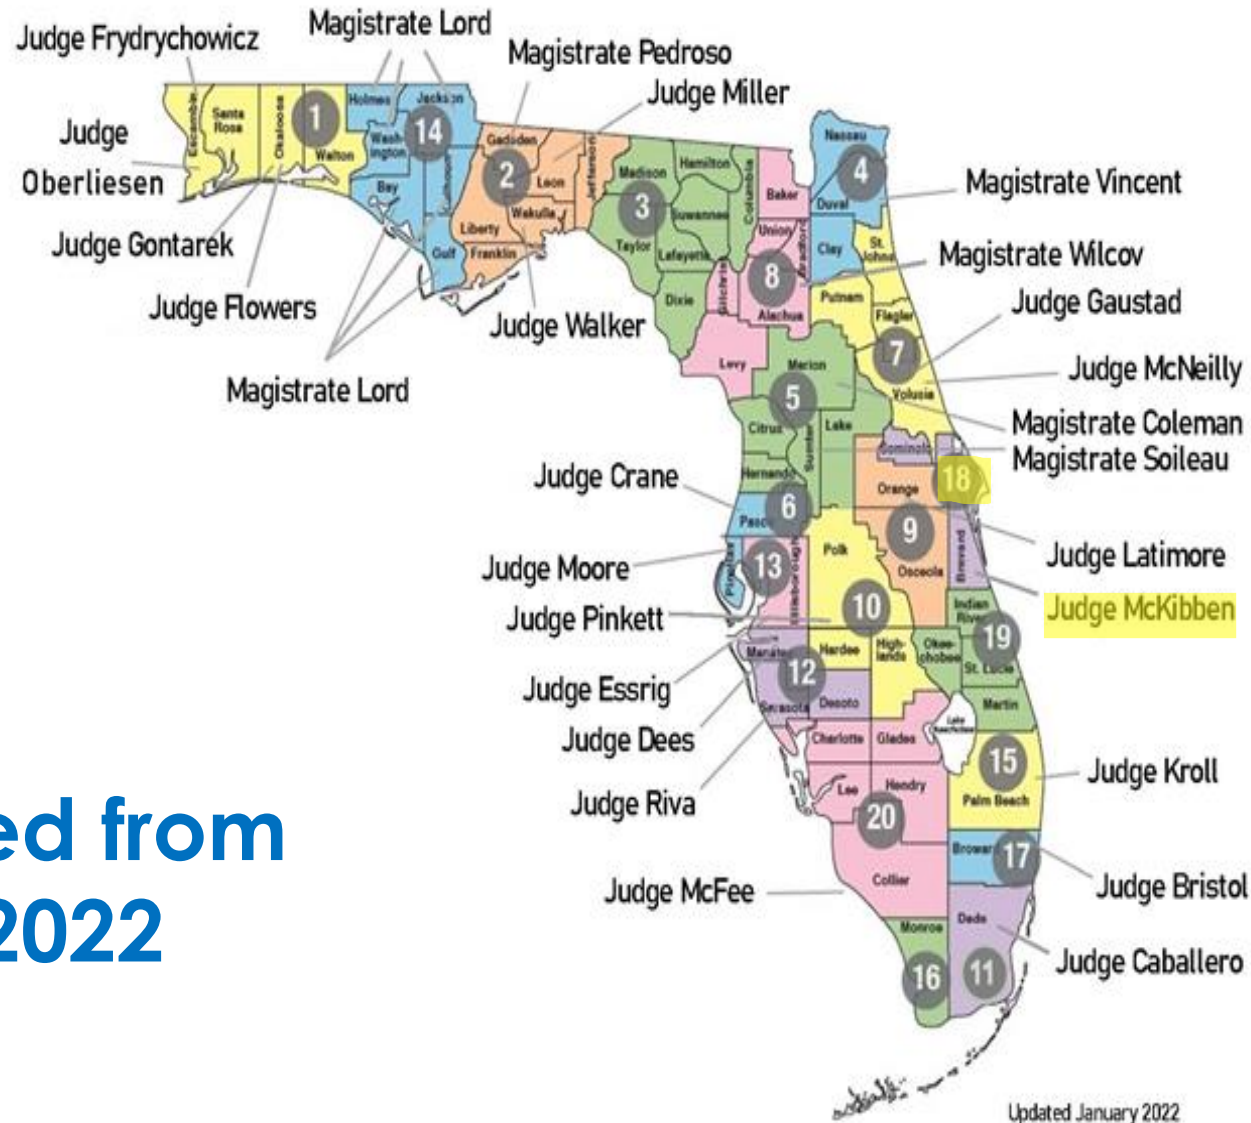 Magistrate Lord
Judge Frydrychowicz
Magistrate Pedroso
Judge Miller
Judge
Oberliesen
Judge Gontarek
Judge Flowers
Magistrate Lord
Judge Walker
Magistrate Vincent
Magistrate Wilcov
Judge Gaustad
Judge McNeilly
Magistrate Coleman
Magistrate Soileau
Judge Crane
Judge Moore
Judge Pinkett
Judge Essrig
Judge Dees
Judge Riva
Judge McFee
Judge Latimore
Judge McKibben
Judge Kroll
Judge Bristol
Judge Caballero
Escambia
Santa
Rosa
Okaloosa
1
Walton
Holmes
Jackson
Wash-
ington
14
Bay
Calhoun
Gulf
Gadsden
2
Leon
Jefferson
Wakulla
Liberty
Franklin
Madison
Hamilton
3
Suwannee
Columbia
Taylor
Lafayette
Dixie
Baker
Union
Bradford
8
Gilchrist
Alachua
Levy
Nassau
4
Duval
Clay
St.
Johns
Putnam
Flagler
7
Volusia
Marion
5
Citrus
Sumter
Lake
Hernando
Seminole
18
Orange
9
Osceola
Brevard
Pasco
6
Pinellas
13
Hillsborough
Polk
10
Indian
River
19
Okee-
chobee
St. Lucie
Martin
Hardee
High-
lands
Manatee
12
Sarasota
Desoto
Charlotte
Glades
Lake
Lee
Hendry
20
Collier
15
Palm Beach
Broward
17
Dade
11
Monroe
16
ed from
2022
Updated January 2022